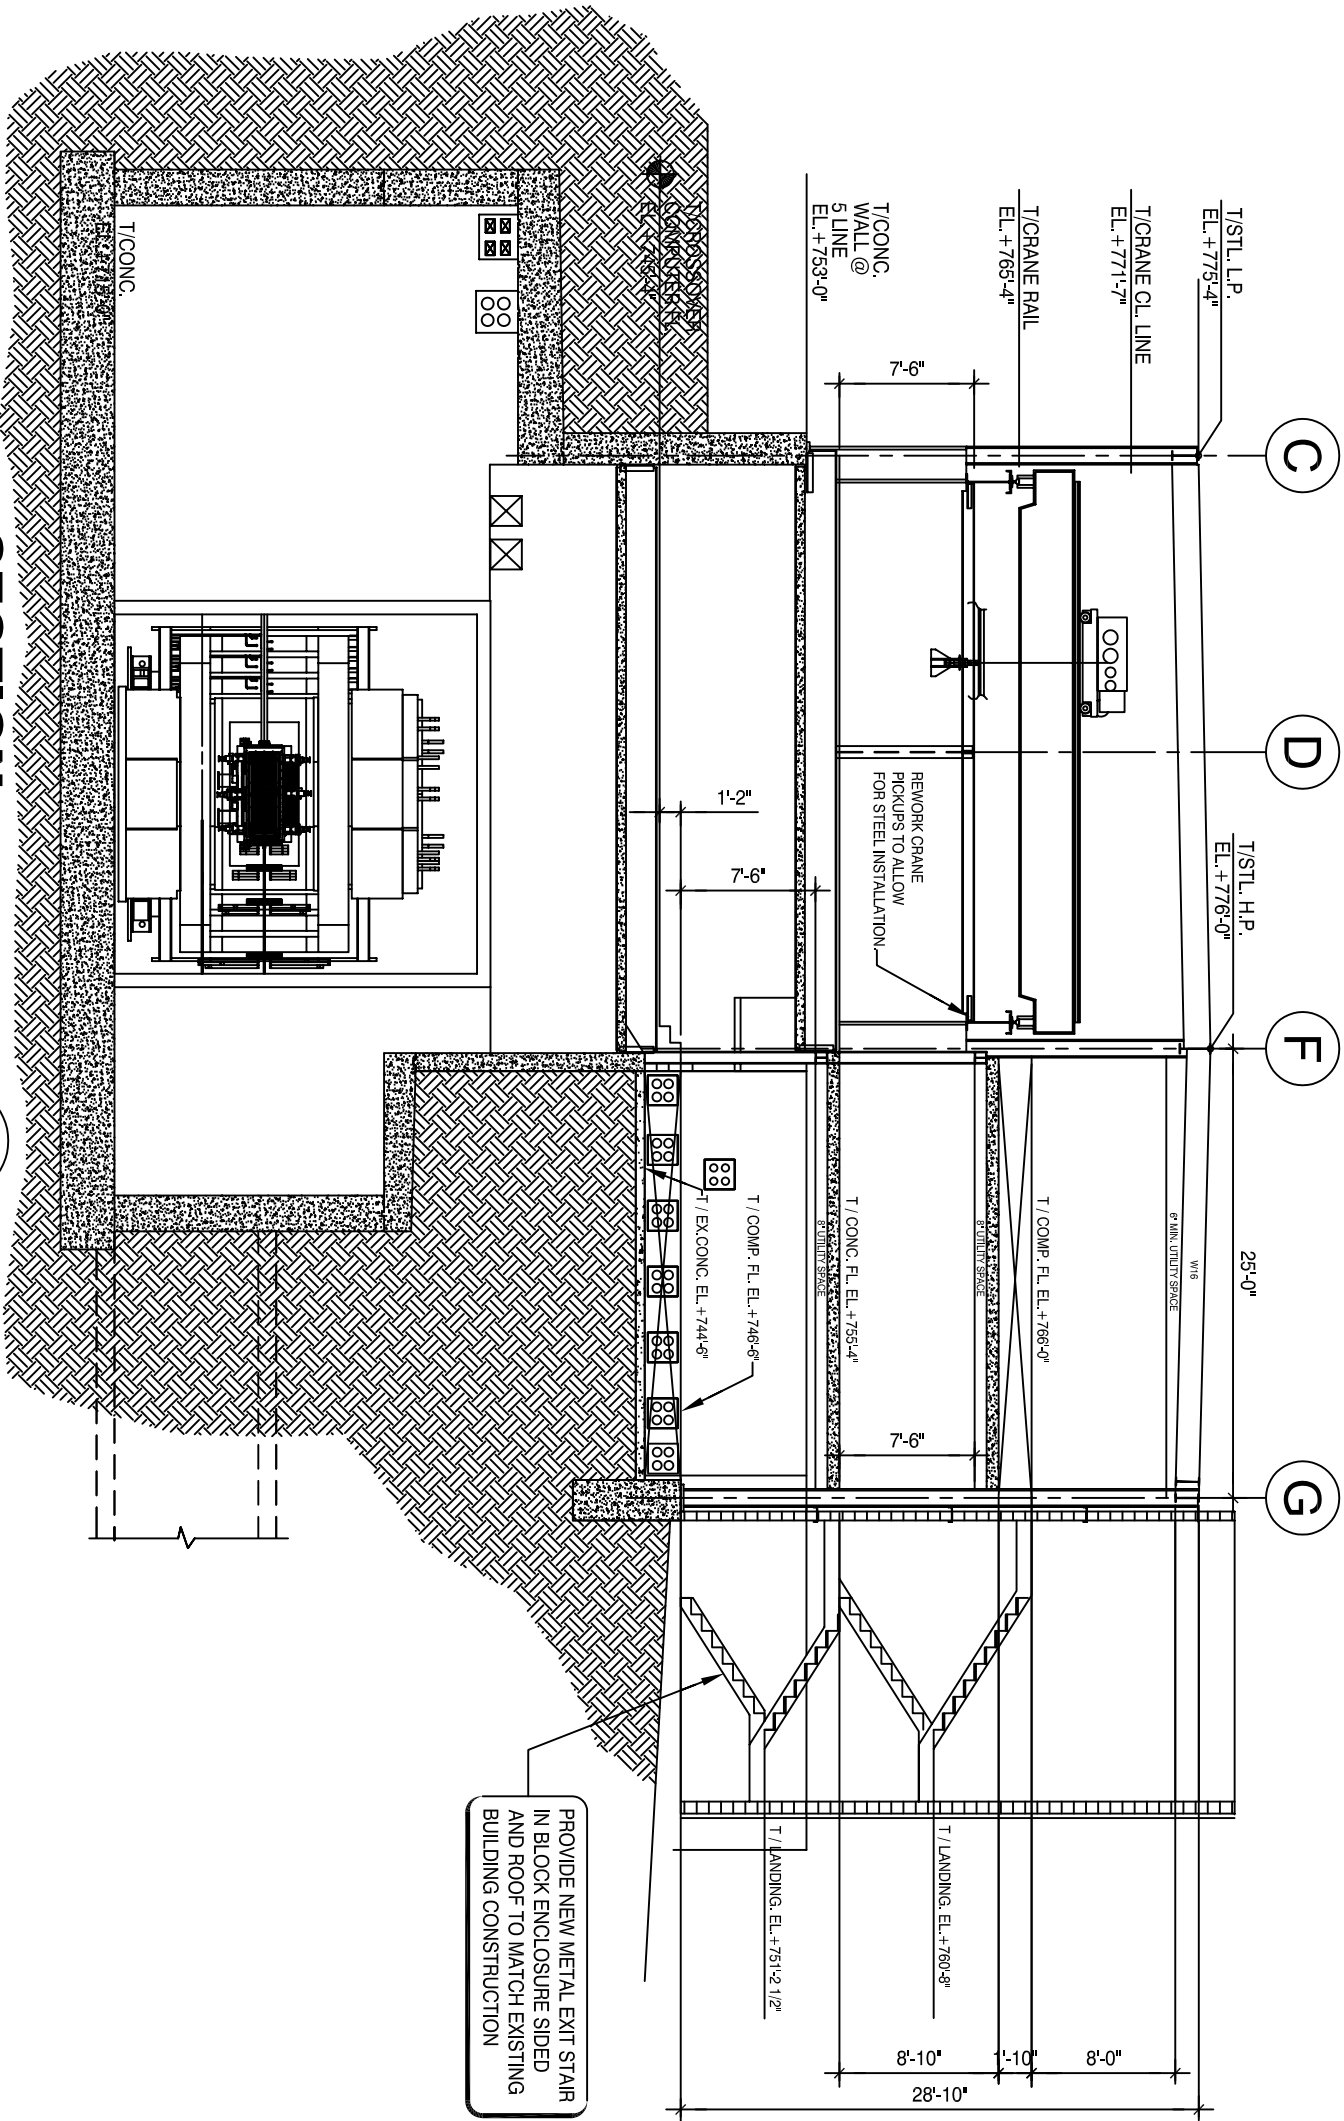 C
D
F
G
T/STL. L.P.
EL.+775'-4"
T/CRANE CL. LINE
EL.+771'-7"
T/CRANE RAIL
EL.+765'-4"
T/CONC.
WALL @
5 LINE
EL.+753'-0"
T/CROSSOVER
COMPUTER FL.
T/CONC.
7'-6"
T/STL. H.P.
EL.+776'-0"
25'-0"
REWORK CRANE
PICKUPS TO ALLOW
FOR STEEL INSTALLATION.
1'-2"
7'-6"
W16
6' MIN. UTILITY SPACE
T / COMP. FL. EL.+766'-0"
8" UTILITY SPACE
T / CONC. FL. EL.+755'-4"
8" UTILITY SPACE
T / COMP. FL. EL.+746'-6"
T / EX.CONC. EL.+744'-6"
7'-6"
T / LANDING. EL.+760'-8"
T / LANDING. EL.+751'-2 1/2"
PROVIDE NEW METAL EXIT STAIR
IN BLOCK ENCLOSURE SIDED
AND ROOF TO MATCH EXISTING
BUILDING CONSTRUCTION
8'-10"
1'-10"
8'-0"
28'-10"